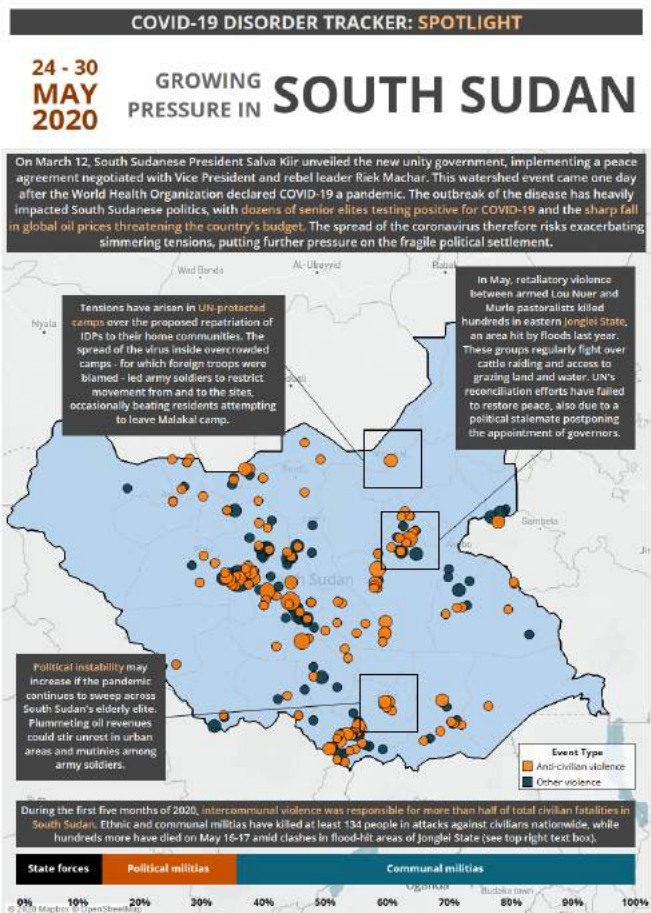 COVID-19 DISORDER TRACKER: SPOTLIGHT
24 - 30
MAY
2020
GROWING
PRESSURE IN
SOUTH SUDAN
On March 12, South Sudanese President Salva Kiir unveiled the new unity government, implementing a peace
agreement negotiated with Vice President and rebel leader Riek Machar. This watershed event came one day
after the World Health Organization declared COVID-19 a pandemic. The outbreak of the disease has heavily
impacted South Sudanese politics, with dozens of senior elites testing positive for COVID-19 and the sharp fall
in global oil prices threatening the country's budget. The spread of the coronavirus therefore risks exacerbating
simmering tensions, putting further pressure on the fragile political settlement.
Wad Banda
Al-Ubayyid
Rabak
Nyala
Tensions have arisen in UN-protected
camps over the proposed repatriation of
IDPs to their home communities. The
spread of the virus inside overcrowded
camps - for which foreign troops were
blamed - led army soldiers to restrict
movement from and to the sites,
occasionally beating residents attempting
to leave Malakal camp.
In May, retaliatory violence
between armed Lou Nuer and
Murle pastoralists killed
hundreds in eastern Jonglei State,
an area hit by floods last year.
These groups regularly fight over
cattle raiding and access to
grazing land and water. UN's
reconciliation efforts have failed
to restore peace, also due to a
political stalemate postponing
the appointment of governors.
Gambela
h Sudan
Political instability may
increase if the pandemic
continues to sweep across
South Sudan's elderly elite.
Plummeting oil revenues
could stir unrest in urban
areas and mutinies among
army soldiers.
Event Type
Anti-civilian violence
Other violence
During the first five months of 2020, intercommunal violence was responsible for more than half of total civilian fatalities in
South Sudan. Ethnic and communal militias have killed at least 134 people in attacks against civilians nationwide, while
hundreds more have died on May 16-17 amid clashes in flood-hit areas of Jonglei State (see top right text box).
State forces
Political militias
Communal militias
Uganda
0% 10% 20% 30% 40% 50% 60% 70% 80% 90% 100%
© 2020 Mapbox © OpenStreetMap